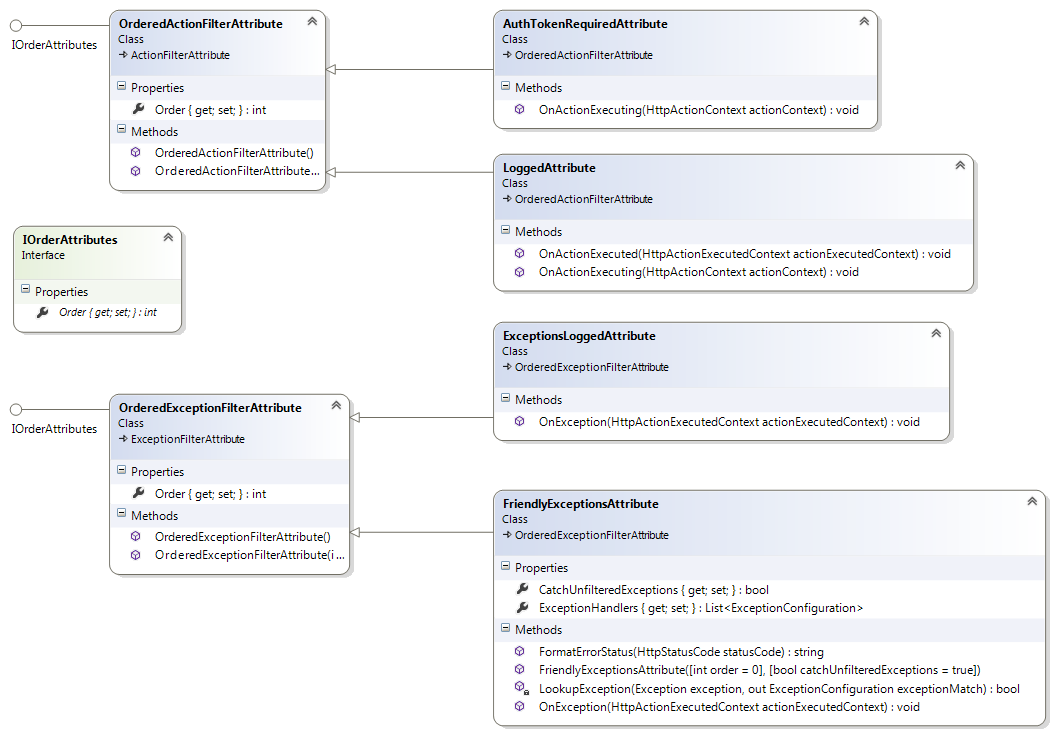 IOrderAttributes
OrderedActionFilterAttribute
Class
ActionFilterAttribute
Properties
Order { get; set; } : int
Methods
OrderedActionFilterAttribute()
OrderedActionFilterAttribute...
AuthTokenRequiredAttribute
Class
OrderedActionFilterAttribute
Methods
OnActionExecuting(HttpActionContext actionContext) : void
LoggedAttribute
Class
OrderedActionFilterAttribute
Methods
OnActionExecuted(HttpActionExecutedContext actionExecutedContext) : void
OnActionExecuting(HttpActionContext actionContext) : void
IOrderAttributes
Interface
Properties
Order { get; set; } : int
ExceptionsLoggedAttribute
Class
OrderedExceptionFilterAttribute
Methods
OnException(HttpActionExecutedContext actionExecutedContext) : void
IOrderAttributes
OrderedExceptionFilterAttribute
Class
ExceptionFilterAttribute
Properties
Order { get; set; } : int
Methods
OrderedExceptionFilterAttribute()
OrderedExceptionFilterAttribute(i...
FriendlyExceptionsAttribute
Class
OrderedExceptionFilterAttribute
Properties
CatchUnfilteredExceptions { get; set; } : bool
ExceptionHandlers { get; set; } : List<ExceptionConfiguration>
Methods
FormatErrorStatus(HttpStatusCode statusCode) : string
FriendlyExceptionsAttribute([int order = 0], [bool catchUnfilteredExceptions = true])
LookupException(Exception exception, out ExceptionConfiguration exceptionMatch) : bool
OnException(HttpActionExecutedContext actionExecutedContext) : void